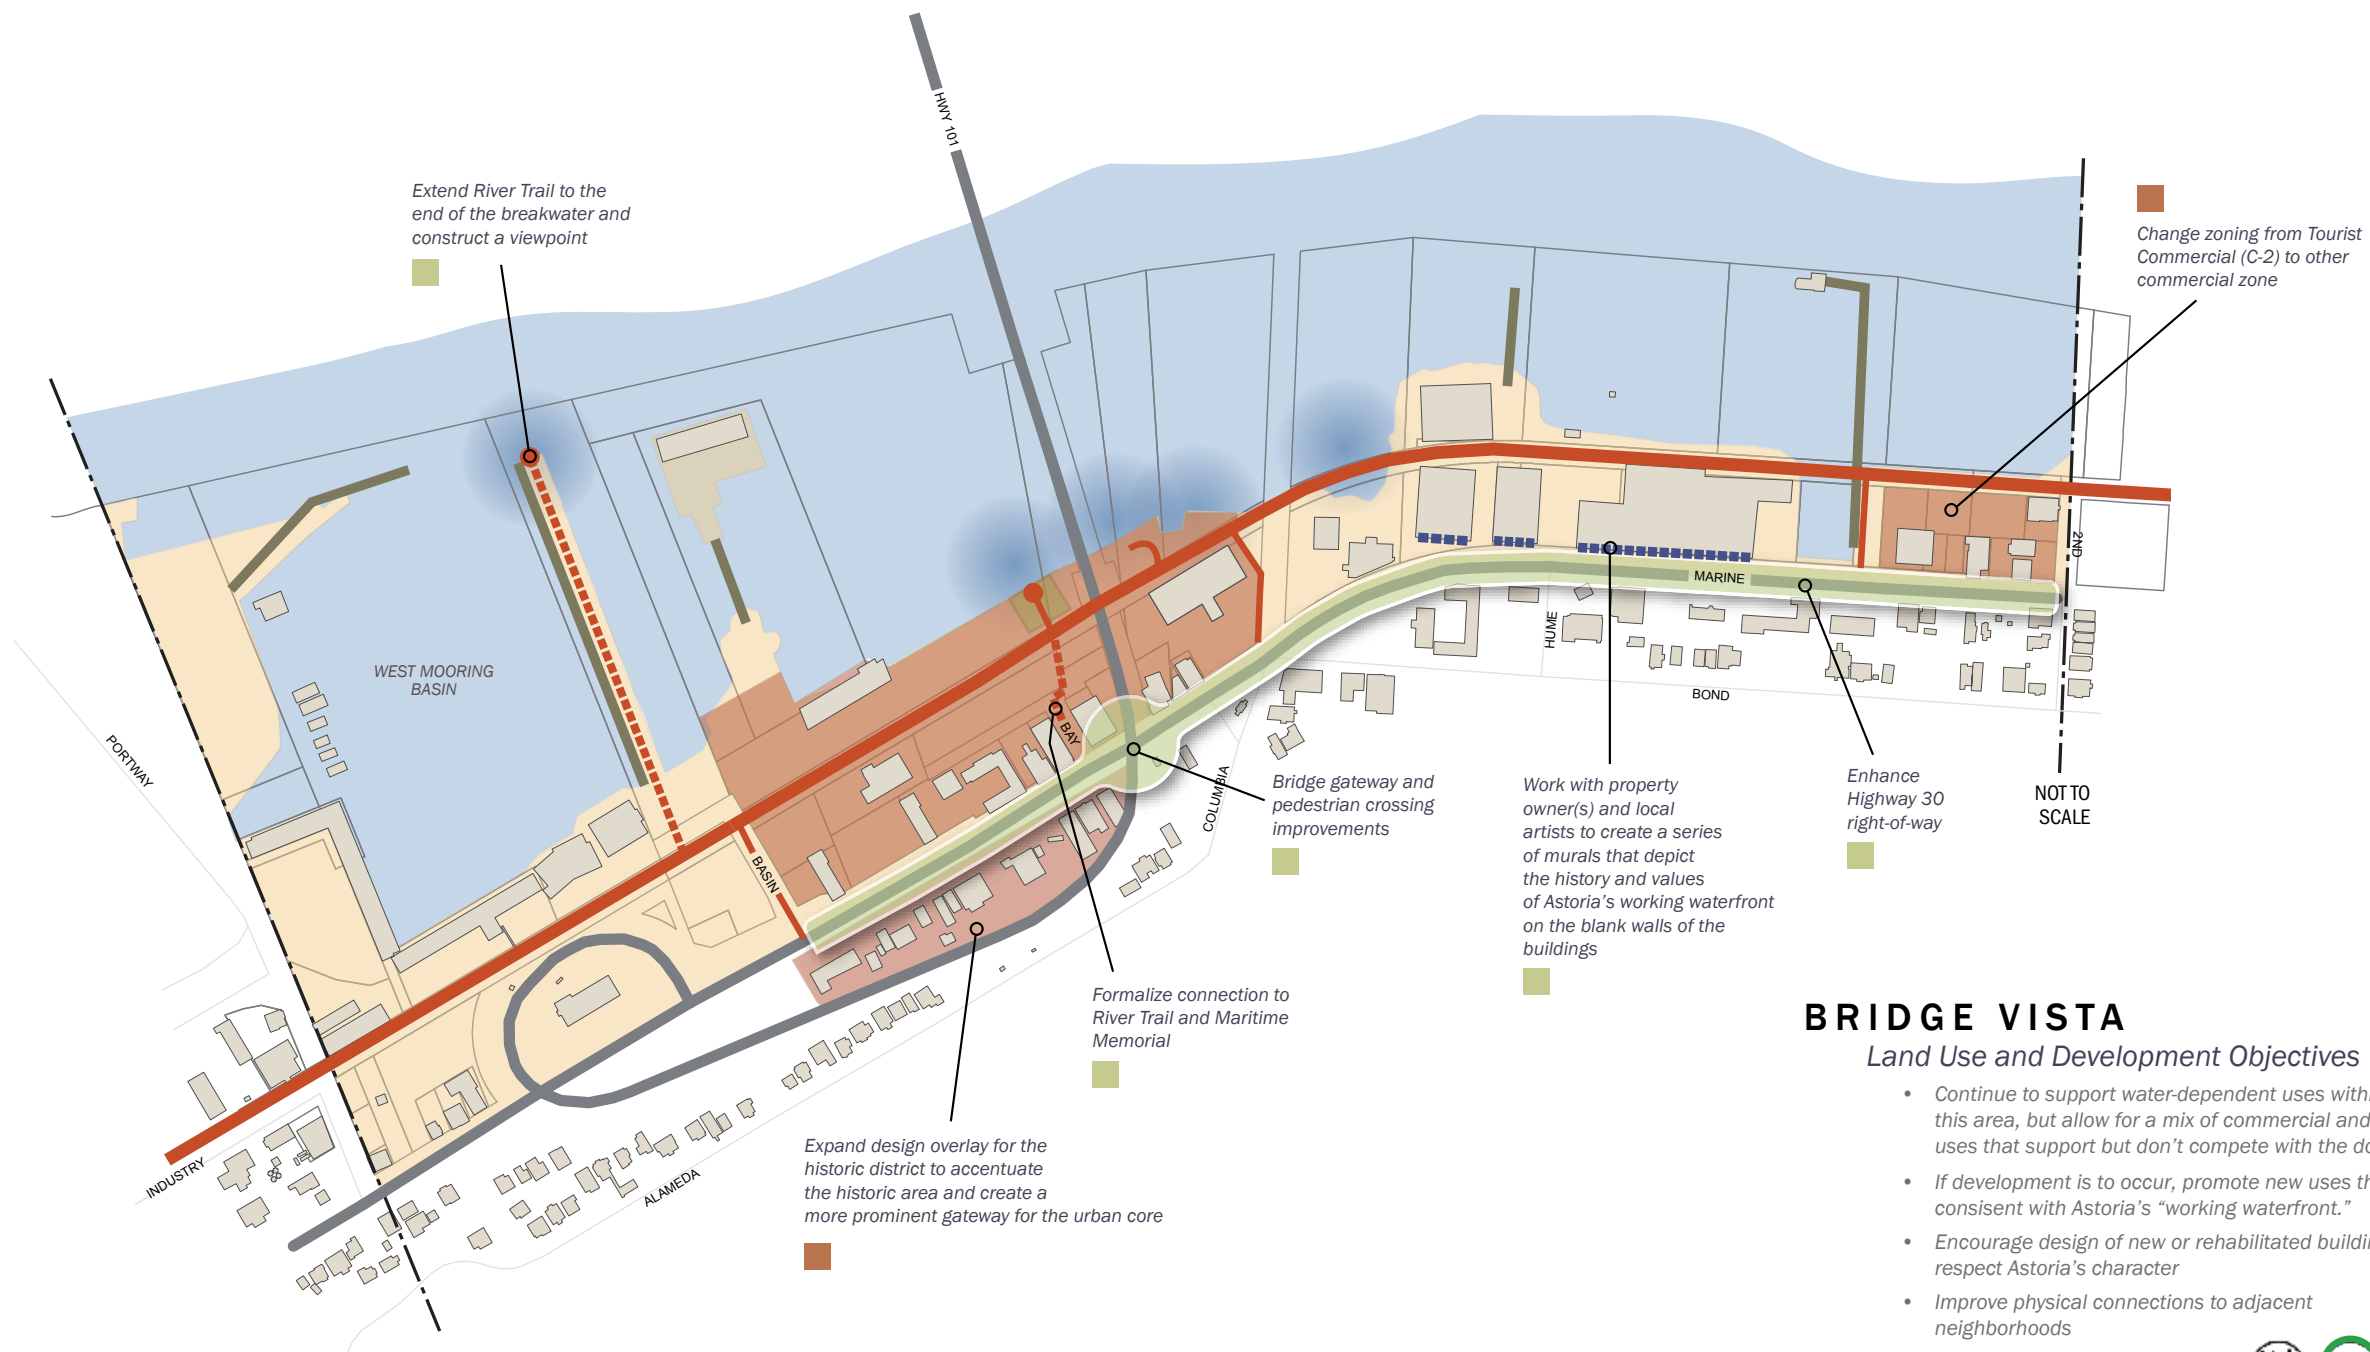 HWY 101
Extend River Trail to the
end of the breakwater and
construct a viewpoint
Change zoning from Tourist
Commercial (C-2) to other
commercial zone
WEST MOORING
BASIN
PORTWAY
BASIN
BAY
COLUMBIA
HUME
MARINE
BOND
2ND
INDUSTRY
ALAMEDA
Bridge gateway and
pedestrian crossing
improvements
Work with property
owner(s) and local
artists to create a series
of murals that depict
the history and values
of Astoria's working waterfront
on the blank walls of the
buildings
Enhance
Highway 30
right-of-way
NOT TO
SCALE
Formalize connection to
River Trail and Maritime
Memorial
Expand design overlay for the
historic district to accentuate
the historic area and create a
more prominent gateway for the urban core
BRIDGE VISTA
Land Use and Development Objectives
• Continue to support water-dependent uses
this area, but allow for a mix of commercial and
uses that support but don't compete with the
• If development is to occur, promote new uses
consisent with Astoria's “working waterfront.”
• Encourage design of new or rehabilitated
respect Astoria's character
• Improve physical connections to adjacent
neighborhoods